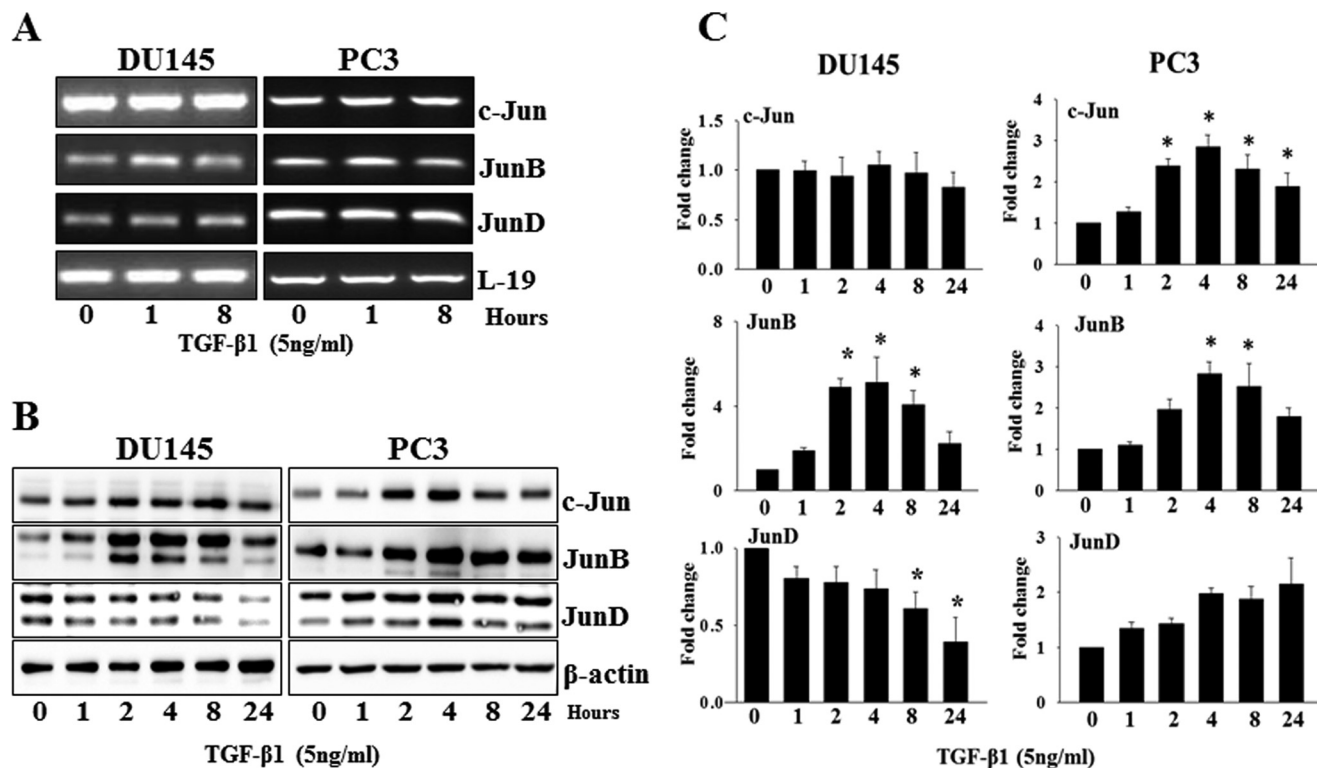 A
DU145 PC3
c-Jun
JunB
JunD
L-19
0 1 8 0 1 8 Hours
TGF-β1 (5ng/ml)
B
DU145 PC3
c-Jun
JunB
JunD
β-actin
0 1 2 4 8 24 0 1 2 4 8 24 Hours
TGF-β1 (5ng/ml)
C
DU145
c-Jun
Fold change
1.5
1.0
0.5
0.0
0 1 2 4 8 24
JunB
Fold change
8
4
0
* * *
0 1 2 4 8 24
JunD
Fold change
1.0
0.5
0.0
* *
0 1 2 4 8 24
PC3
c-Jun
Fold change
4
3
2
1
0
* * * *
0 1 2 4 8 24
JunB
Fold change
4
3
2
1
0
* *
0 1 2 4 8 24
JunD
Fold change
3
2
1
0
0 1 2 4 8 24
TGF-β1 (5ng/ml)